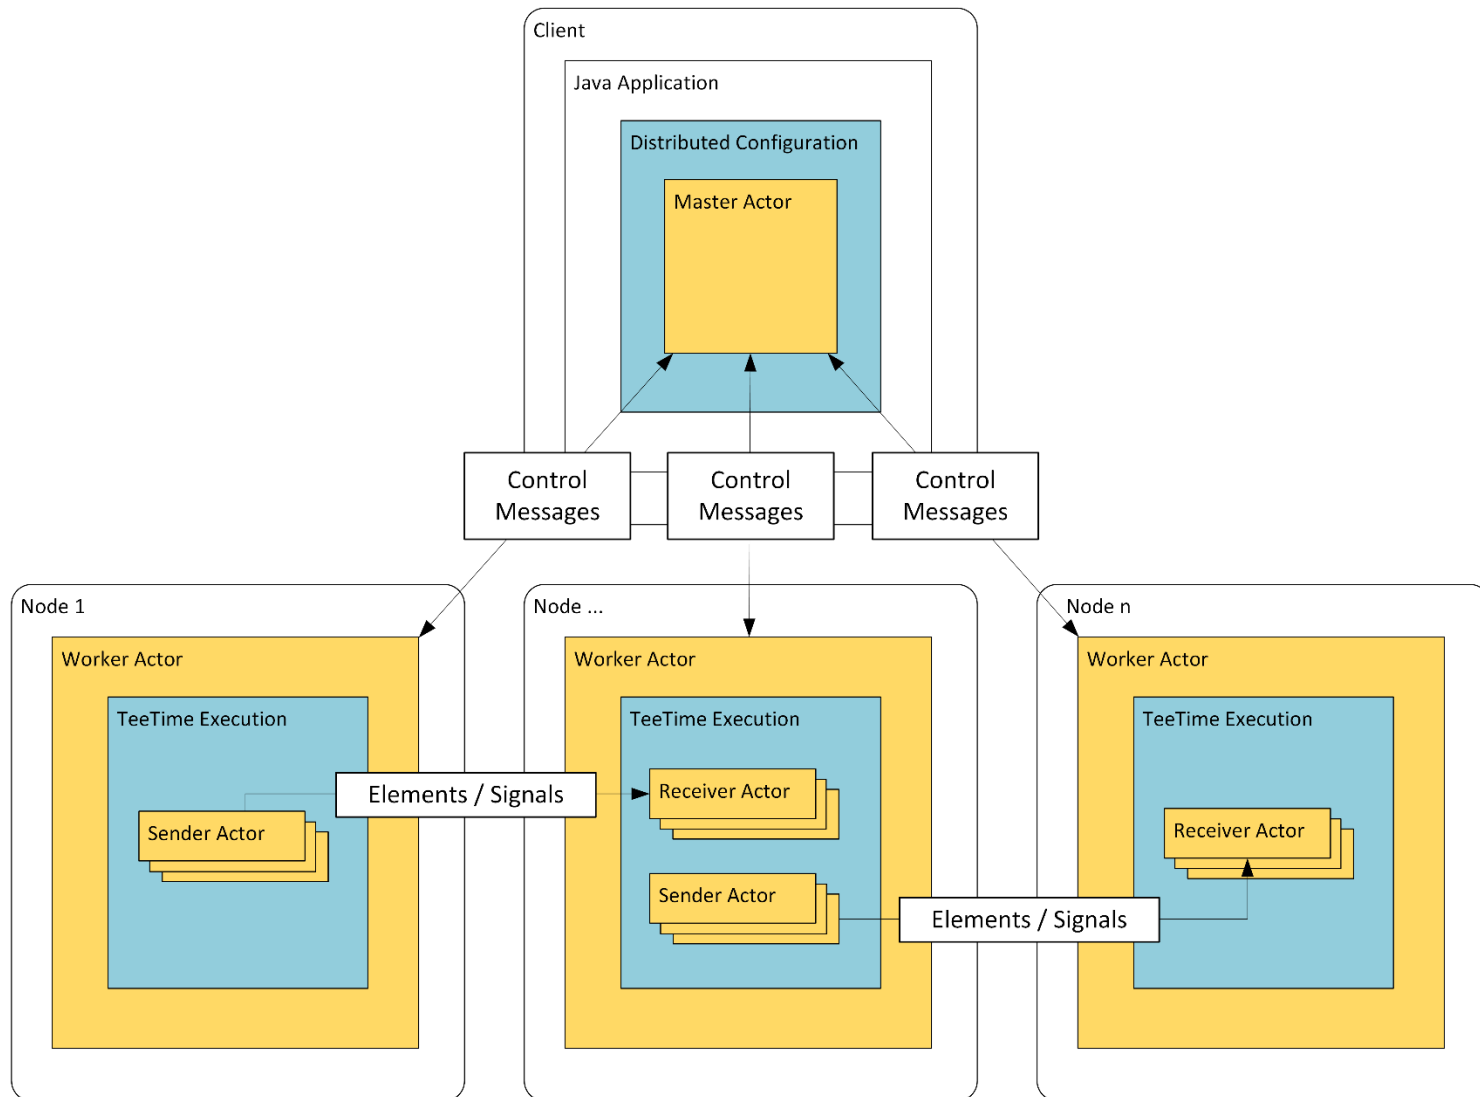 Client
Java Application
Distributed Configuration
Master Actor
Control
Messages
Control
Messages
Control
Messages
Node 1
Worker Actor
TeeTime Execution
Sender Actor
Elements / Signals
Node ...
Worker Actor
TeeTime Execution
Receiver Actor
Sender Actor
Elements / Signals
Node n
Worker Actor
TeeTime Execution
Receiver Actor